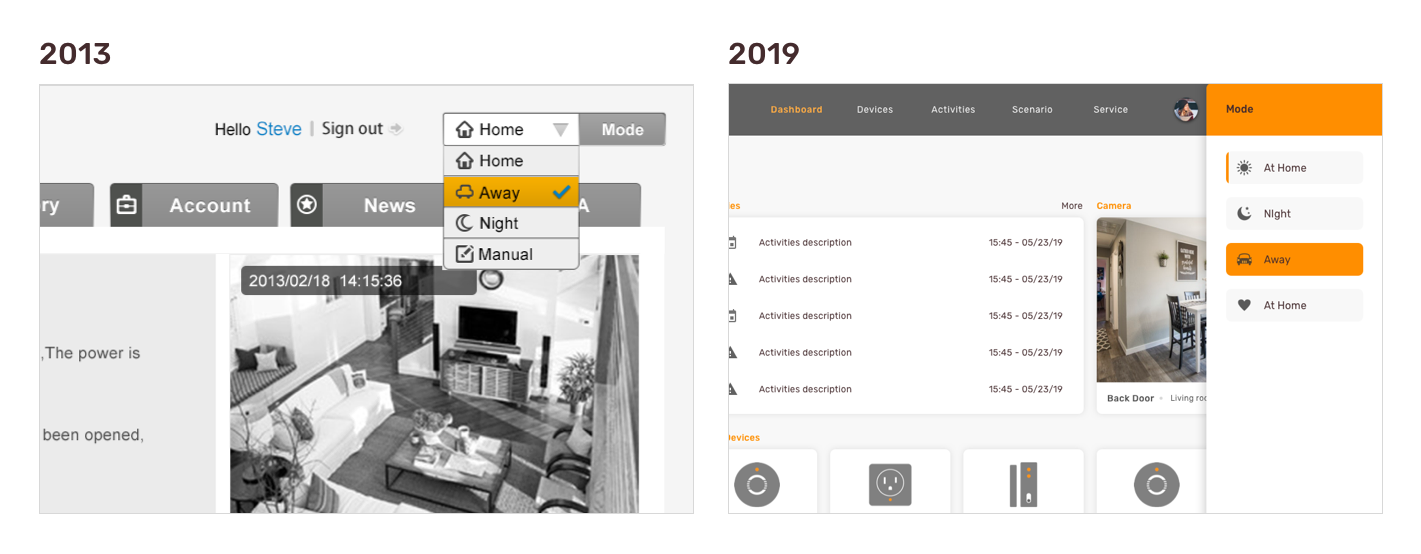 2013
Hello Steve | Sign out
Home
Mode
Home
Away
Night
Manual
ry
Account
News
A
2013/02/18 14:15:36
,The power is
been opened,
2019
Dashboard
Devices
Activities
Scenario
Service
Mode
At Home
NIght
Away
At Home
ies
More
Activities description
15:45 - 05/23/19
Activities description
15:45 - 05/23/19
Activities description
15:45 - 05/23/19
Activities description
15:45 - 05/23/19
Activities description
15:45 - 05/23/19
Camera
Back Door
Living roo
Devices